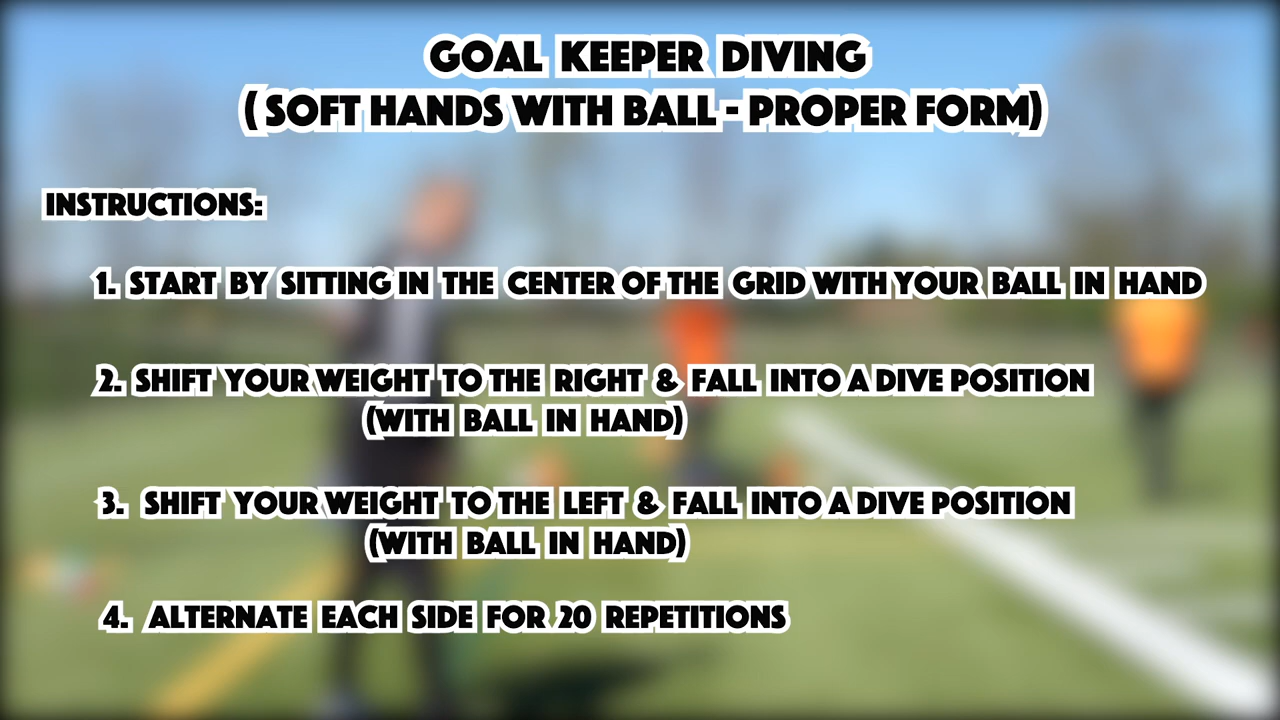 GOAL KEEPER DIVING
( SOFT HANDS WITH BALL - PROPER FORM)
INSTRUCTIONS:
1. START BY SITTING IN THE CENTER OF THE GRID WITH YOUR BALL IN HAND
2. SHIFT YOUR WEIGHT TO THE RIGHT & FALL INTO A DIVE POSITION
(WITH BALL IN HAND)
3. SHIFT YOUR WEIGHT TO THE LEFT & FALL INTO A DIVE POSITION
(WITH BALL IN HAND)
4. ALTERNATE EACH SIDE FOR 20 REPETITIONS